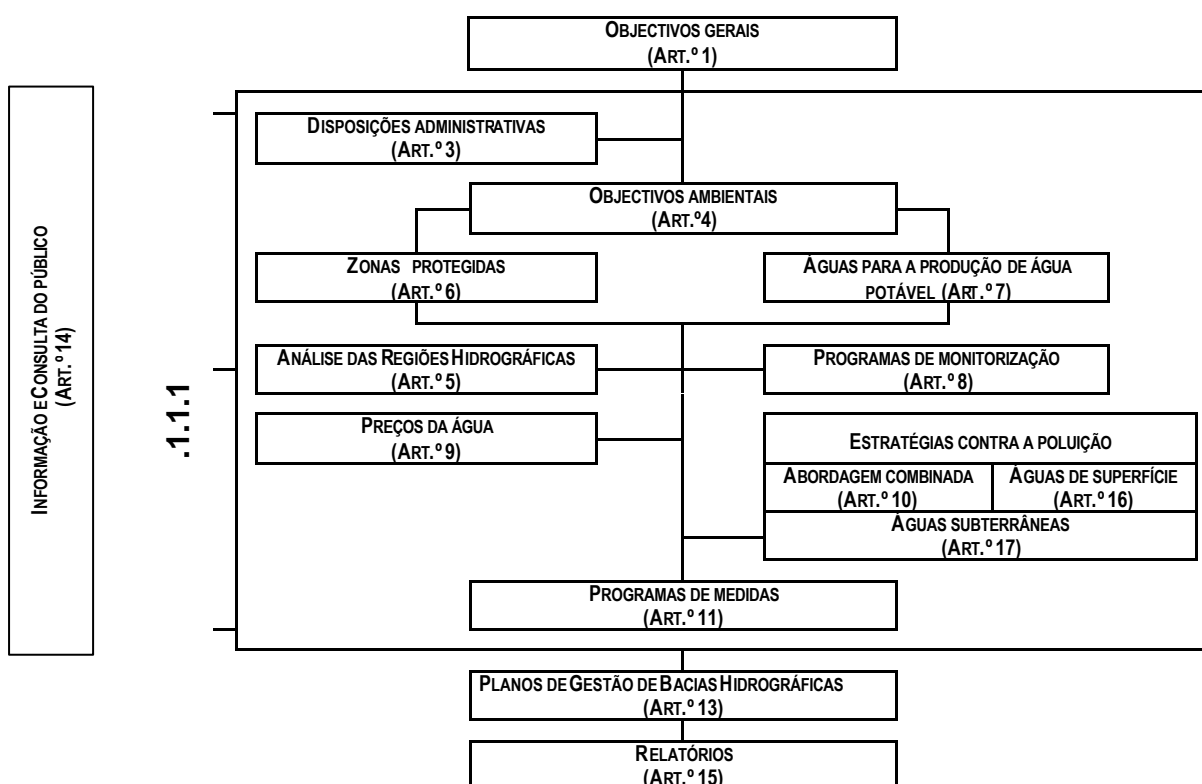 OBJECTIVOS GERAIS
(ART.º 1)
INFORMAÇÃO E CONSULTA DO PÚBLICO
(ART.º 14)
.1.1.1
DISPOSIÇÕES ADMINISTRATIVAS
(ART.º 3)
OBJECTIVOS AMBIENTAIS
(ART.º4)
ZONAS PROTEGIDAS
(ART.º 6)
ÁGUAS PARA A PRODUÇÃO DE ÁGUA
POTÁVEL (ART.º 7)
ANÁLISE DAS REGIÕES HIDROGRÁFICAS
(ART.º 5)
PROGRAMAS DE MONITORIZAÇÃO
(ART.º 8)
PREÇOS DA ÁGUA
(ART.º 9)
ESTRATÉGIAS CONTRA A POLUIÇÃO
ABORDAGEM COMBINADA
(ART.º 10)
ÁGUAS DE SUPERFÍCIE
(ART.º 16)
ÁGUAS SUBTERRÂNEAS
(ART.º 17)
PROGRAMAS DE MEDIDAS
(ART.º 11)
PLANOS DE GESTÃO DE BACIAS HIDROGRÁFICAS
(ART.º 13)
RELATÓRIOS
(ART.º 15)